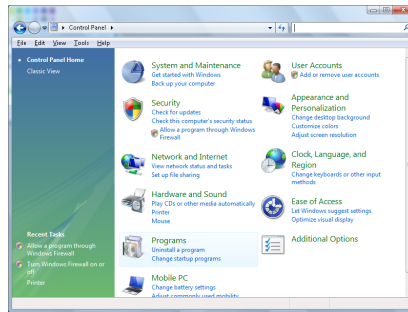 Control Panel
File Edit View Tools Help
Control Panel Home
Classic View
System and Maintenance
Get started with Windows
Back up your computer
Security
Check for updates
Check this computer's security status
Allow a program through Windows
Firewall
Network and Internet
View network status and tasks
Set up file sharing
Hardware and Sound
Play CDs or other media automatically
Printer
Mouse
Programs
Uninstall a program
Change startup programs
Mobile PC
Change battery settings
Adjust commonly used mobility
User Accounts
Add or remove user accounts
Appearance and
Personalization
Change desktop background
Customize colors
Adjust screen resolution
Clock, Language, and
Region
Change keyboards or other input
methods
Ease of Access
Let Windows suggest settings
Optimize visual display
Additional Options
Recent Tasks
Allow a program through
Windows Firewall
Turn Windows Firewall on or
off
Printer